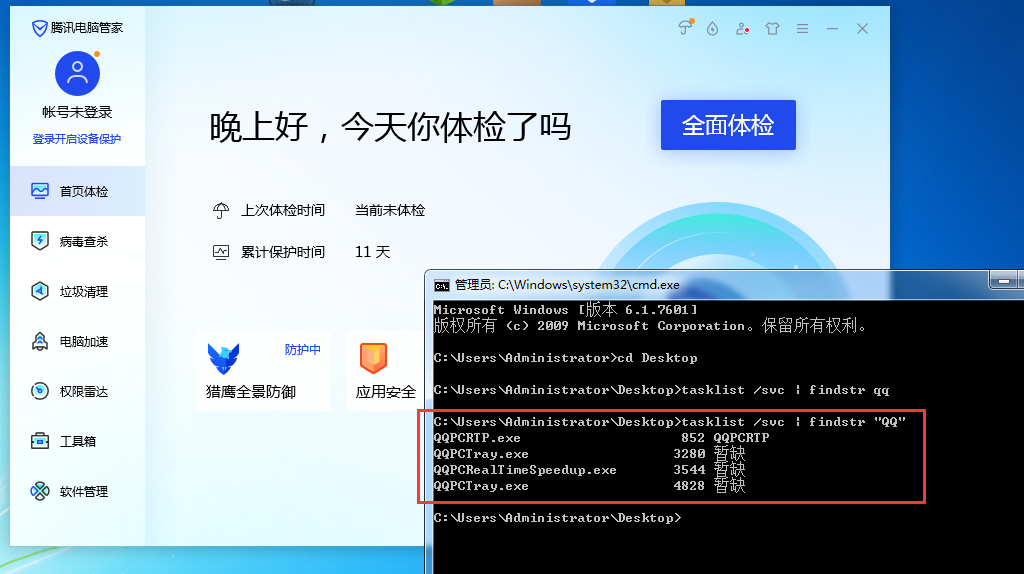 腾讯电脑管家
帐号未登录
登录开启设备保护
首页体检
病毒查杀
垃圾清理
电脑加速
权限雷达
工具箱
软件管理
晚上好，今天你体检了吗
全面体检
上次体检时间 当前未体检
累计保护时间 11 天
防护中
猎鹰全景防御
应用安全
管理员: C:\Windows\system32\cmd.exe
Microsoft Windows [版本 6.1.7601]
版权所有 (c) 2009 Microsoft Corporation。保留所有权利。
C:\Users\Administrator>cd Desktop
C:\Users\Administrator\Desktop>tasklist /svc | findstr qq
C:\Users\Administrator\Desktop>tasklist /svc | findstr "QQ"
QQPCRTP.exe 852 QQPCRTP
QQPCTray.exe 3280 暂缺
QQPCRealTimeSpeedup.exe 3544 暂缺
QQPCTray.exe 4828 暂缺
C:\Users\Administrator\Desktop>